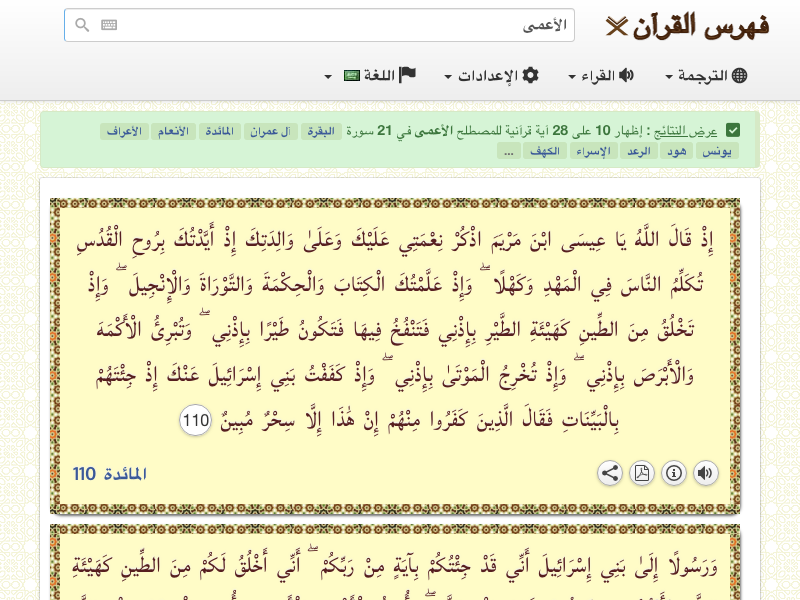 فهرس القرآن
الأعمى
الترجمة القراء الإعدادات اللغة
عرض النتائج : إظهار 10 على 28 آية قرآنية للمصطلح الأعمى في 21 سورة البقرة آل عمران المائدة الأنعام الأعراف
يونس هود الرعد الإسراء الكهف ...
إِذْ قَالَ اللَّهُ يَا عِيسَى ابْنَ مَرْيَمَ اذْكُرْ نِعْمَتِي عَلَيْكَ وَعَلَىٰ وَالِدَتِكَ إِذْ أَيَّدْتُكَ بِرُوحِ الْقُدُسِ
تُكَلِّمُ النَّاسَ فِي الْمَهْدِ وَكَهْلًا ۖ وَإِذْ عَلَّمْتُكَ الْكِتَابَ وَالْحِكْمَةَ وَالتَّوْرَاةَ وَالْإِنْجِيلَ ۖ وَإِذْ
تَخْلُقُ مِنَ الطِّينِ كَهَيْئَةِ الطَّيْرِ بِإِذْنِي فَتَنْفُخُ فِيهَا فَتَكُونُ طَيْرًا بِإِذْنِي ۖ وَتُبْرِئُ الْأَكْمَهَ
وَالْأَبْرَصَ بِإِذْنِي ۖ وَإِذْ تُخْرِجُ الْمَوْتَىٰ بِإِذْنِي ۖ وَإِذْ كَفَفْتُ بَنِي إِسْرَائِيلَ عَنْكَ إِذْ جِئْتَهُمْ
بِالْبَيِّنَاتِ فَقَالَ الَّذِينَ كَفَرُوا مِنْهُمْ إِنْ هَٰذَا إِلَّا سِحْرٌ مُبِينٌ 110
المائدة 110
وَرَسُولًا إِلَىٰ بَنِي إِسْرَائِيلَ أَنِّي قَدْ جِئْتُكُمْ بِآيَةٍ مِنْ رَبِّكُمْ ۖ أَنِّي أَخْلُقُ لَكُمْ مِنَ الطِّينِ كَهَيْئَةِ